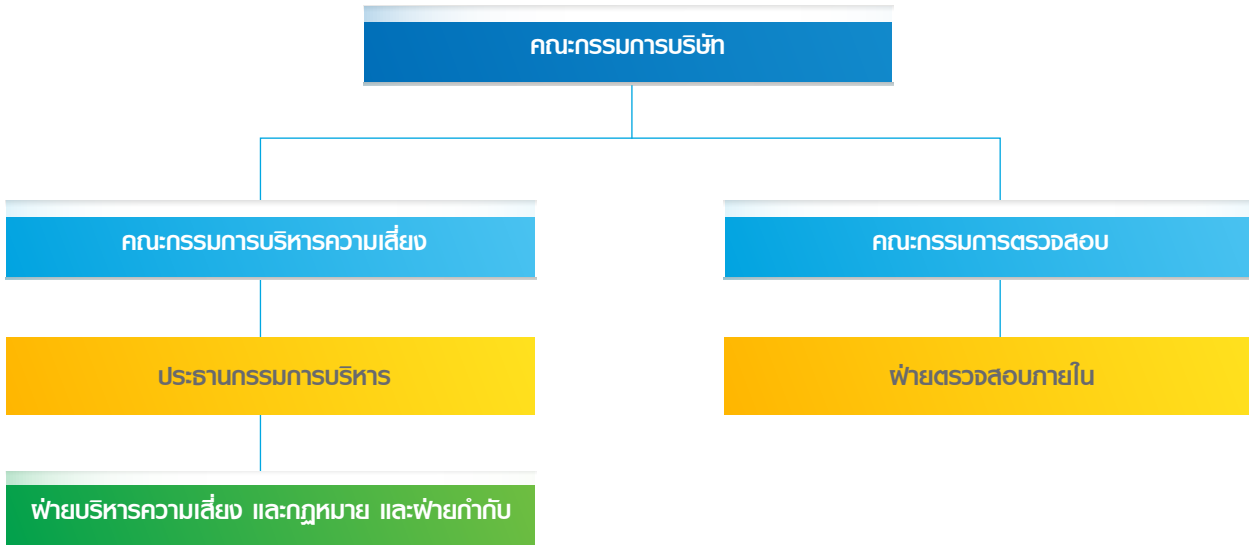 คณะกรรมการบริษัท
คณะกรรมการบริหารความเสี่ยง
คณะกรรมการตรวจสอบ
ประธานกรรมการบริหาร
ฝ่ายตรวจสอบภายใน
ฝ่ายบริหารความเสี่ยง และกฎหมาย และฝ่ายกำกับ